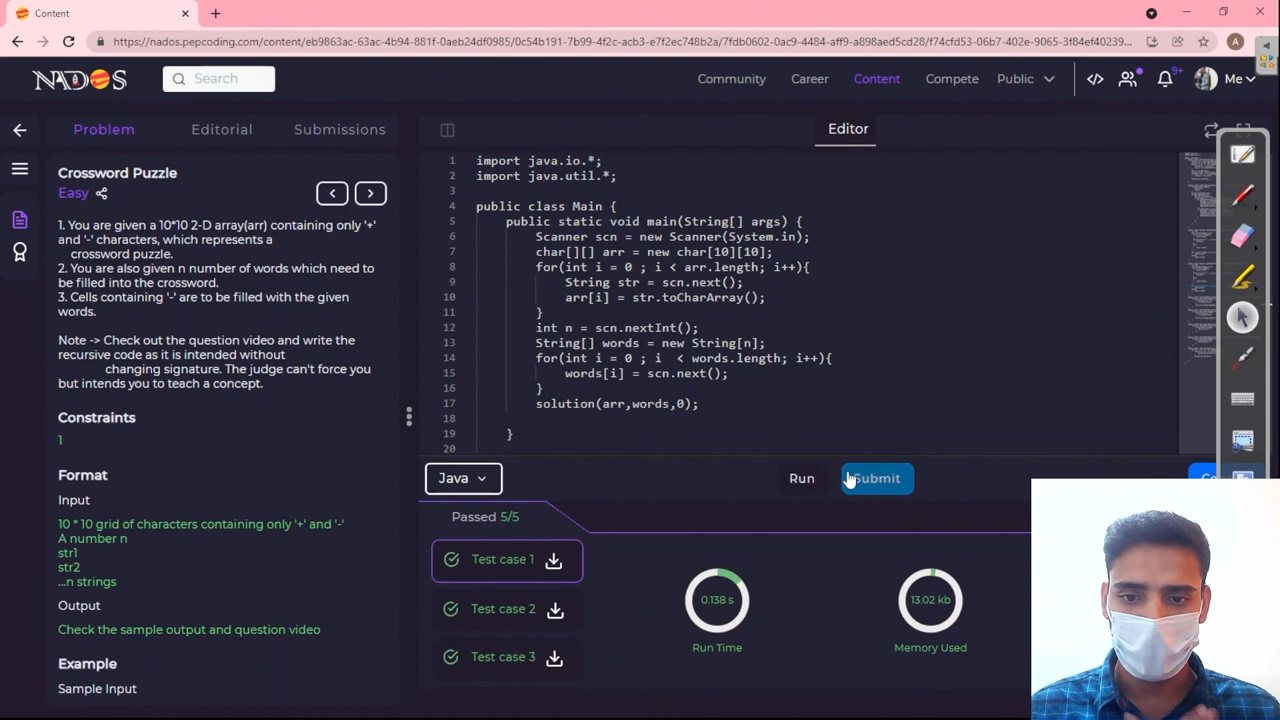 Content
https://nados.pepcoding.com/content/eb9863ac-63ac-4b94-881f-0aeb24df0985/0c54b191-7b99-4f2c-acb3-e7f2ec748b2a/7fdb0602-0ac9-4484-aff9-a898aed5cd28/f74cfd53-06b7-402e-9065-3f84ef40239...
A
NADOS
Search
Community
Career
Content
Compete
Public
9+
Me
Problem
Editorial
Submissions
Editor
Crossword Puzzle
Easy
1. You are given a 10*10 2-D array(arr) containing only '+'
and '-' characters, which represents a
crossword puzzle.
2. You are also given n number of words which need to
be filled into the crossword.
3. Cells containing '-' are to be filled with the given
words.
Note -> Check out the question video and write the
recursive code as it is intended without
changing signature. The judge can't force you
but intends you to teach a concept.
Constraints
1
Format
Input
10 * 10 grid of characters containing only '+' and '-'
A number n
str1
str2
...n strings
Output
Check the sample output and question video
Example
Sample Input
1 import java.io.*;
2 import java.util.*;
3
4 public class Main {
5 public static void main(String[] args) {
6 Scanner scn = new Scanner(System.in);
7 char[][] arr = new char[10][10];
8 for(int i = 0 ; i < arr.length; i++){
9 String str = scn.next();
10 arr[i] = str.toCharArray();
11 }
12 int n = scn.nextInt();
13 String[] words = new String[n];
14 for(int i = 0 ; i < words.length; i++){
15 words[i] = scn.next();
16 }
17 solution(arr,words,0);
18
19 }
20
Java
Run
Submit
Passed 5/5
Test case 1
Test case 2
Test case 3
0.138 s
Run Time
13.02 kb
Memory Used